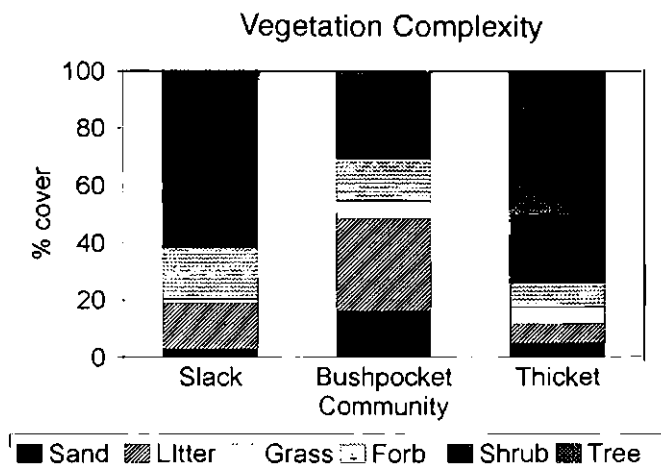 Vegetation Complexity
100
80
60
40
20
0
% cover
Slack Bushpocket Community Thicket
Sand LItter Grass Forb Shrub Tree